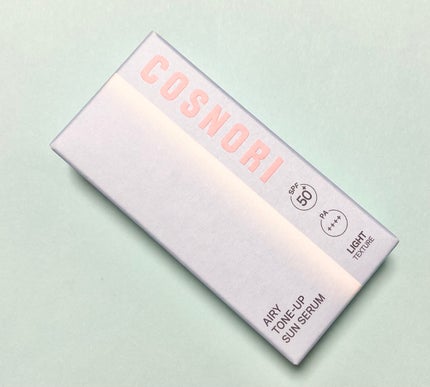 COSNORI
SPF
50+
PA
++++
LIGHT
TEXTURE
AIRY
TONE-UP
SUN SERUM